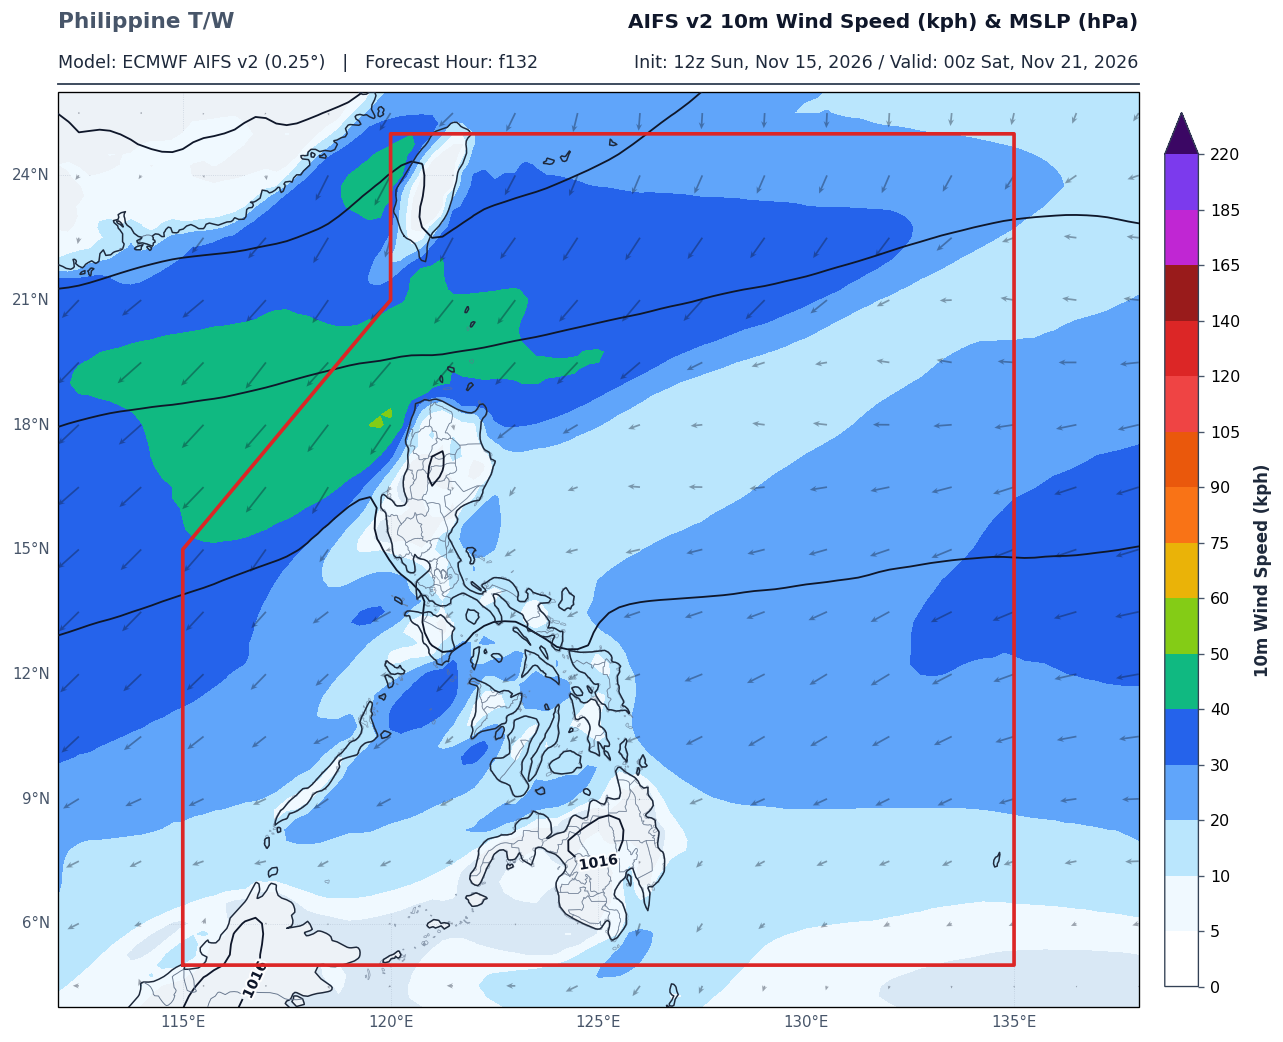 Philippine T/W
AIFS v2 10m Wind Speed (kph) & MSLP (hPa)
Model: ECMWF AIFS v2 (0.25°) | Forecast Hour: f132
Init: 12z Sun, Nov 15, 2026 / Valid: 00z Sat, Nov 21, 2026
24°N
21°N
18°N
15°N
12°N
9°N
6°N
1016
1016
115°E
120°E
125°E
130°E
135°E
220
185
165
140
120
105
90
75
60
50
40
30
20
10
5
0
10m Wind Speed (kph)